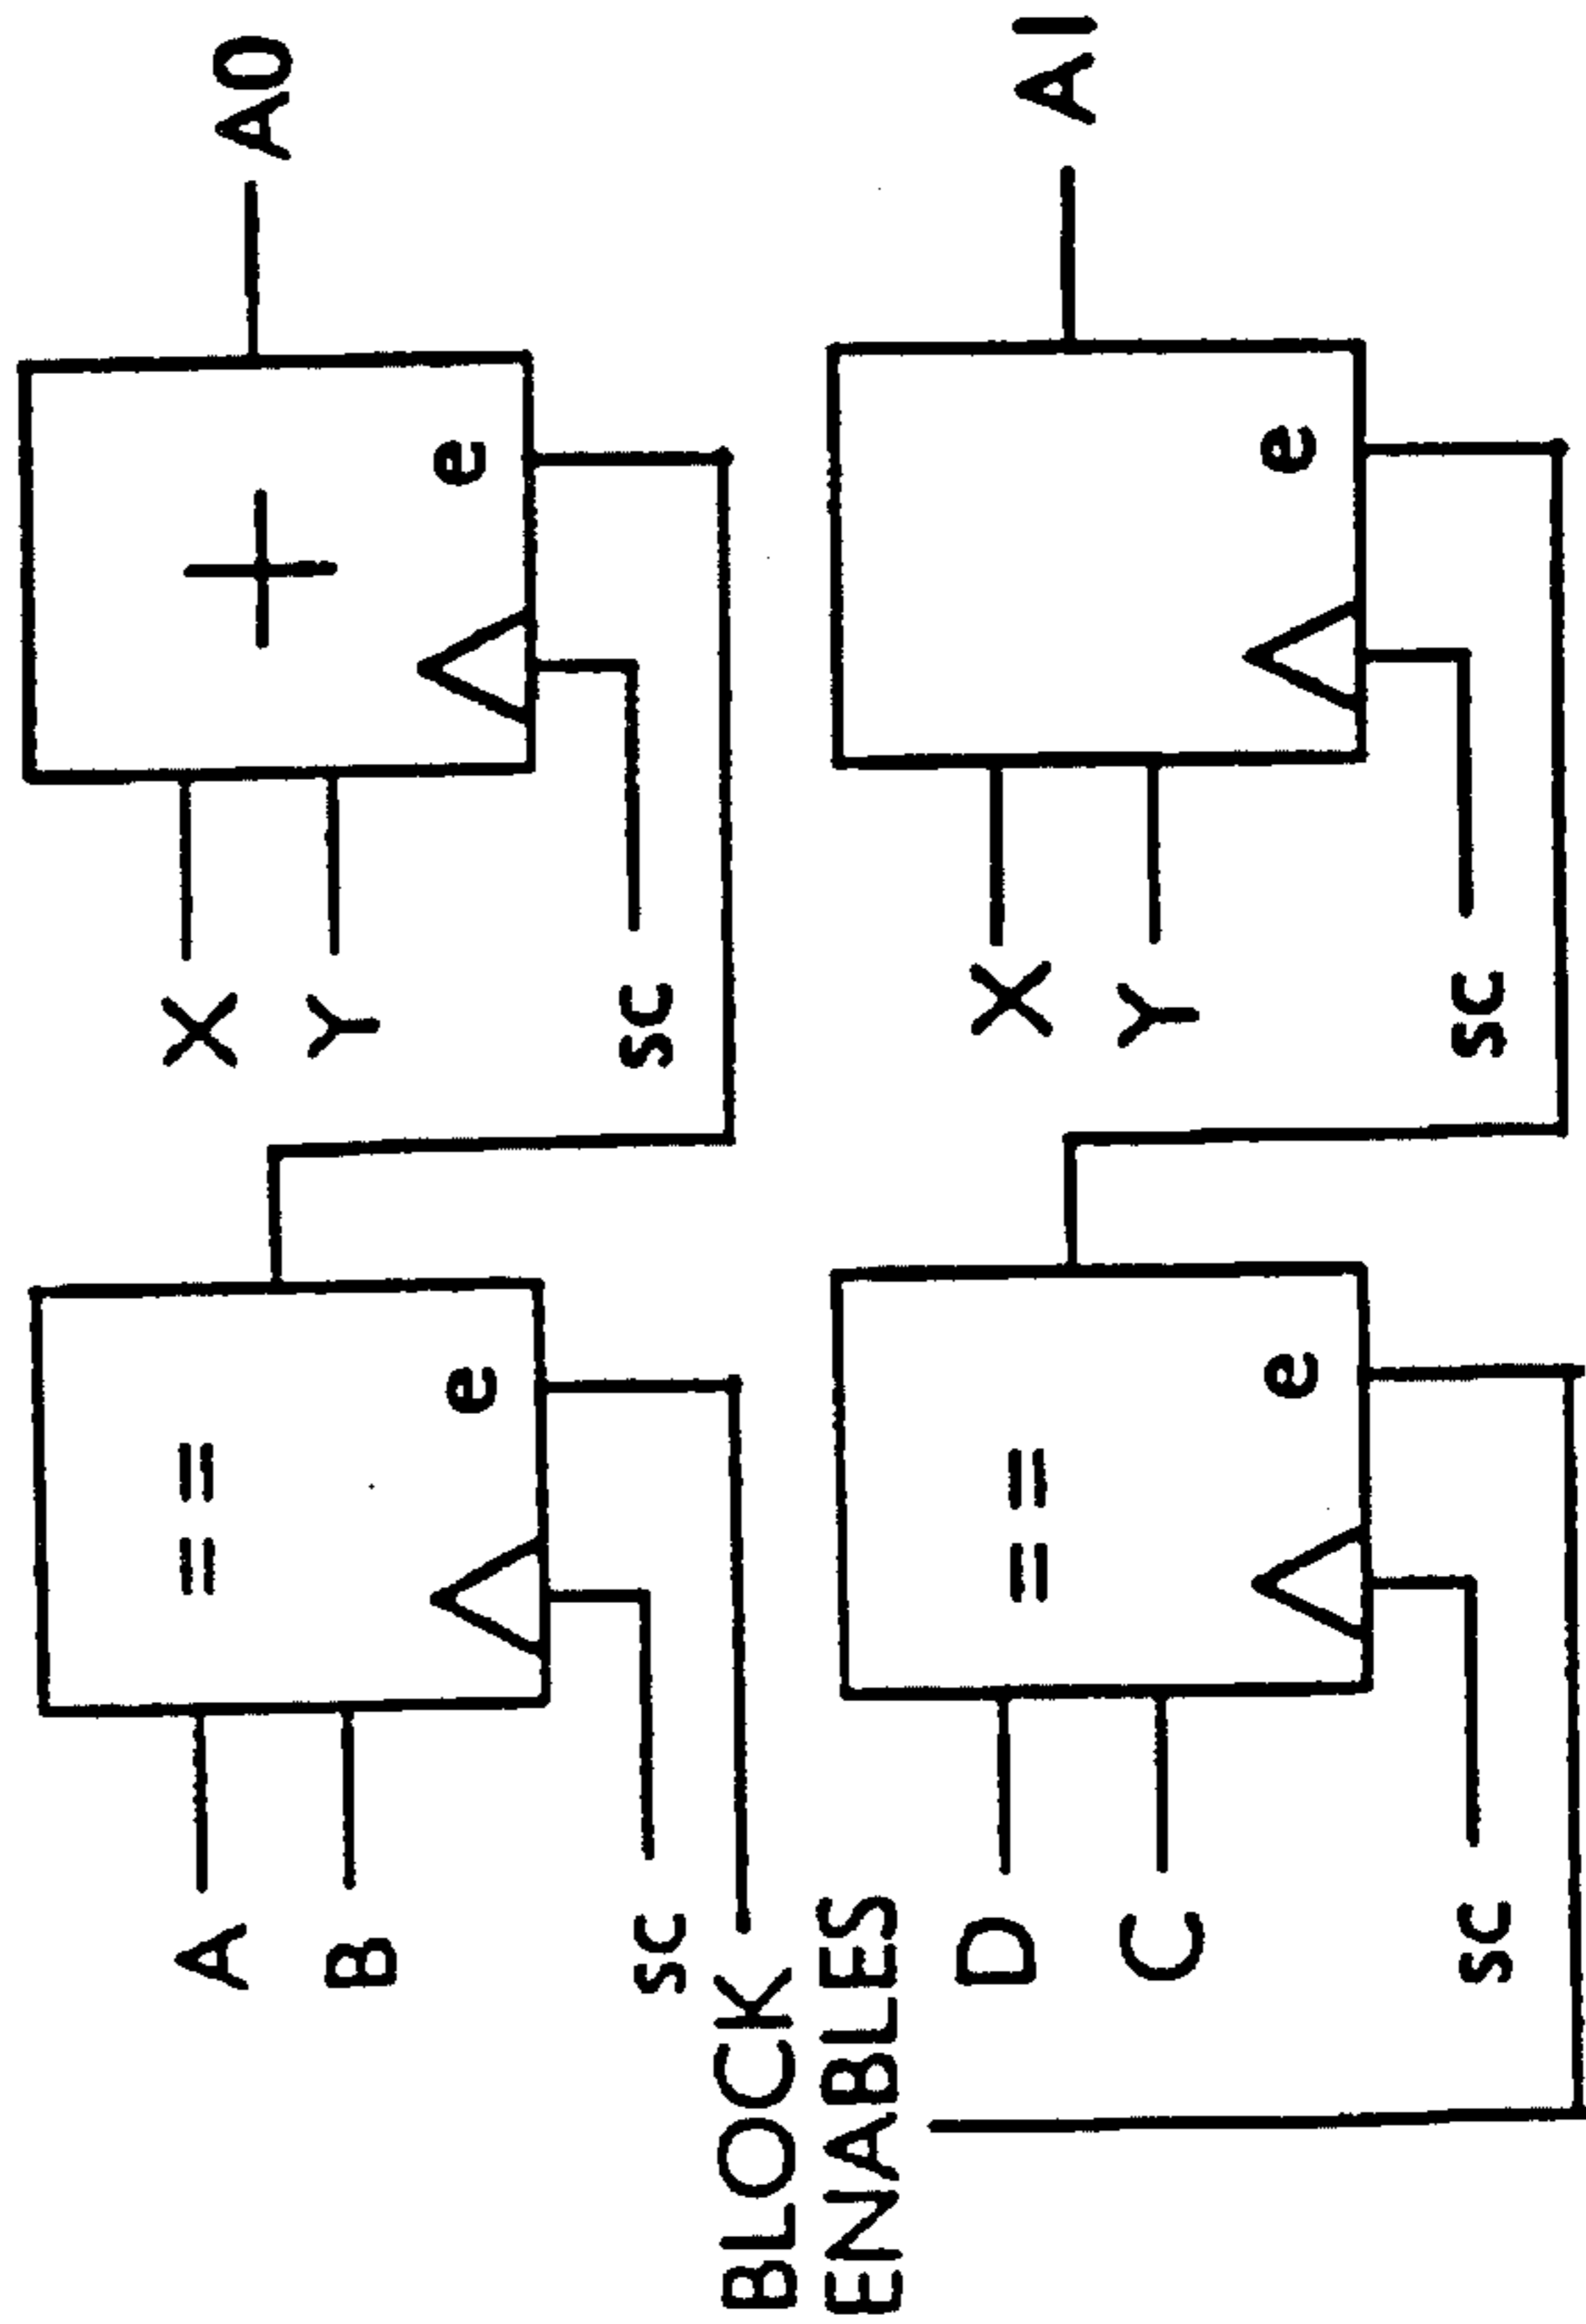 A
B
==
e
sc
X
Y
+
e
sc
A0
BLOCK
ENABLES
D
C
==
e
sc
X
Y
e
sc
A1